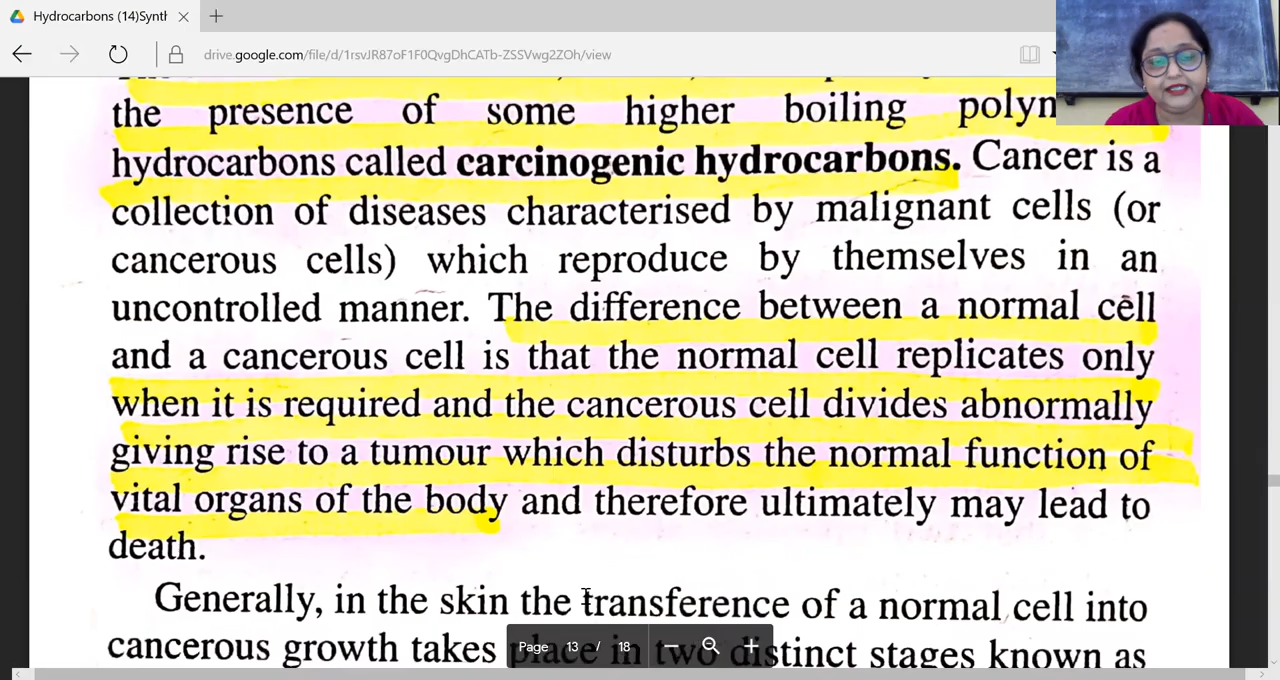 Hydrocarbons (14)Synth
drive.google.com/file/d/1rsvJR87oF1F0QvgDhCATb-ZSSVwg2ZOh/view
the presence of some higher boiling polyn
hydrocarbons called carcinogenic hydrocarbons. Cancer is a
collection of diseases characterised by malignant cells (or
cancerous cells) which reproduce by themselves in an
uncontrolled manner. The difference between a normal cell
and a cancerous cell is that the normal cell replicates only
when it is required and the cancerous cell divides abnormally
giving rise to a tumour which disturbs the normal function of
vital organs of the body and therefore ultimately may lead to
death.
Generally, in the skin the transference of a normal cell into
cancerous growth takes place in two distinct stages known as
Page 13 / 18